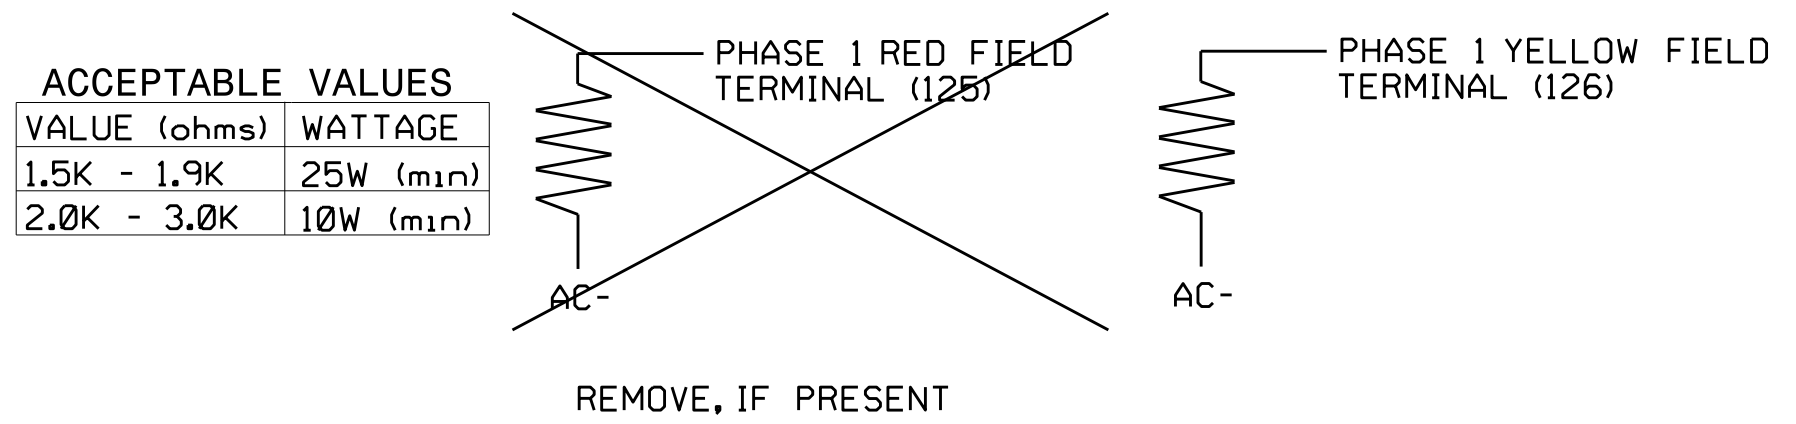 ACCEPTABLE VALUES
VALUE (ohms) WATTAGE
1.5K - 1.9K 25W (min)
2.0K - 3.0K 10W (min)
PHASE 1 RED FIELD
TERMINAL (125)
AC-
PHASE 1 YELLOW FIELD
TERMINAL (126)
AC-
REMOVE, IF PRESENT